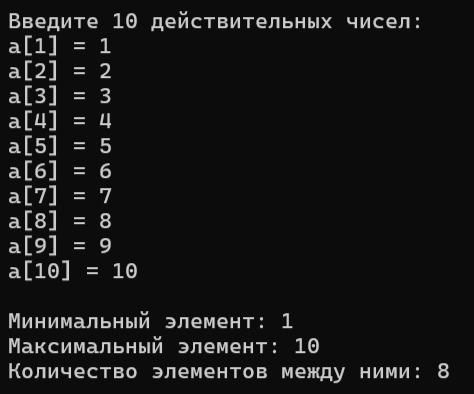 Введите 10 действительных чисел:
a[1] = 1
a[2] = 2
a[3] = 3
a[4] = 4
a[5] = 5
a[6] = 6
a[7] = 7
a[8] = 8
a[9] = 9
a[10] = 10
Минимальный элемент: 1
Максимальный элемент: 10
Количество элементов между ними: 8